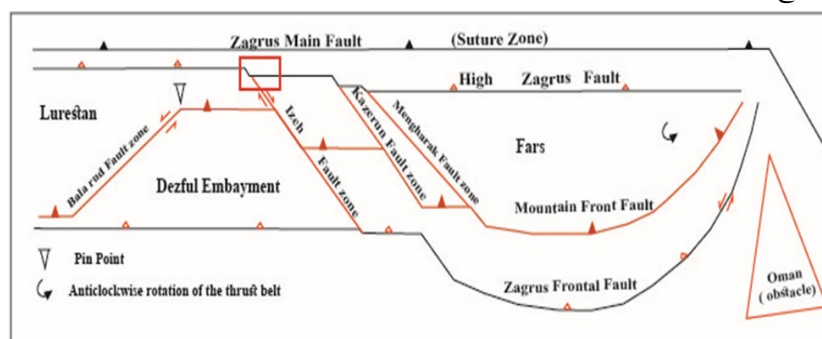 Zagrus Main Fault (Suture Zone)
High Zagrus Fault
Lurestan
Bala rud Fault zone
Izeh
Fault zone
Kazerun Fault zone
Mengharak Fault zone
Fars
Dezful Embayment
Mountain Front Fault
Pin Point
Anticlockwise rotation of the thrust belt
Zagrus Frontal Fault
Oman
( obstacle)